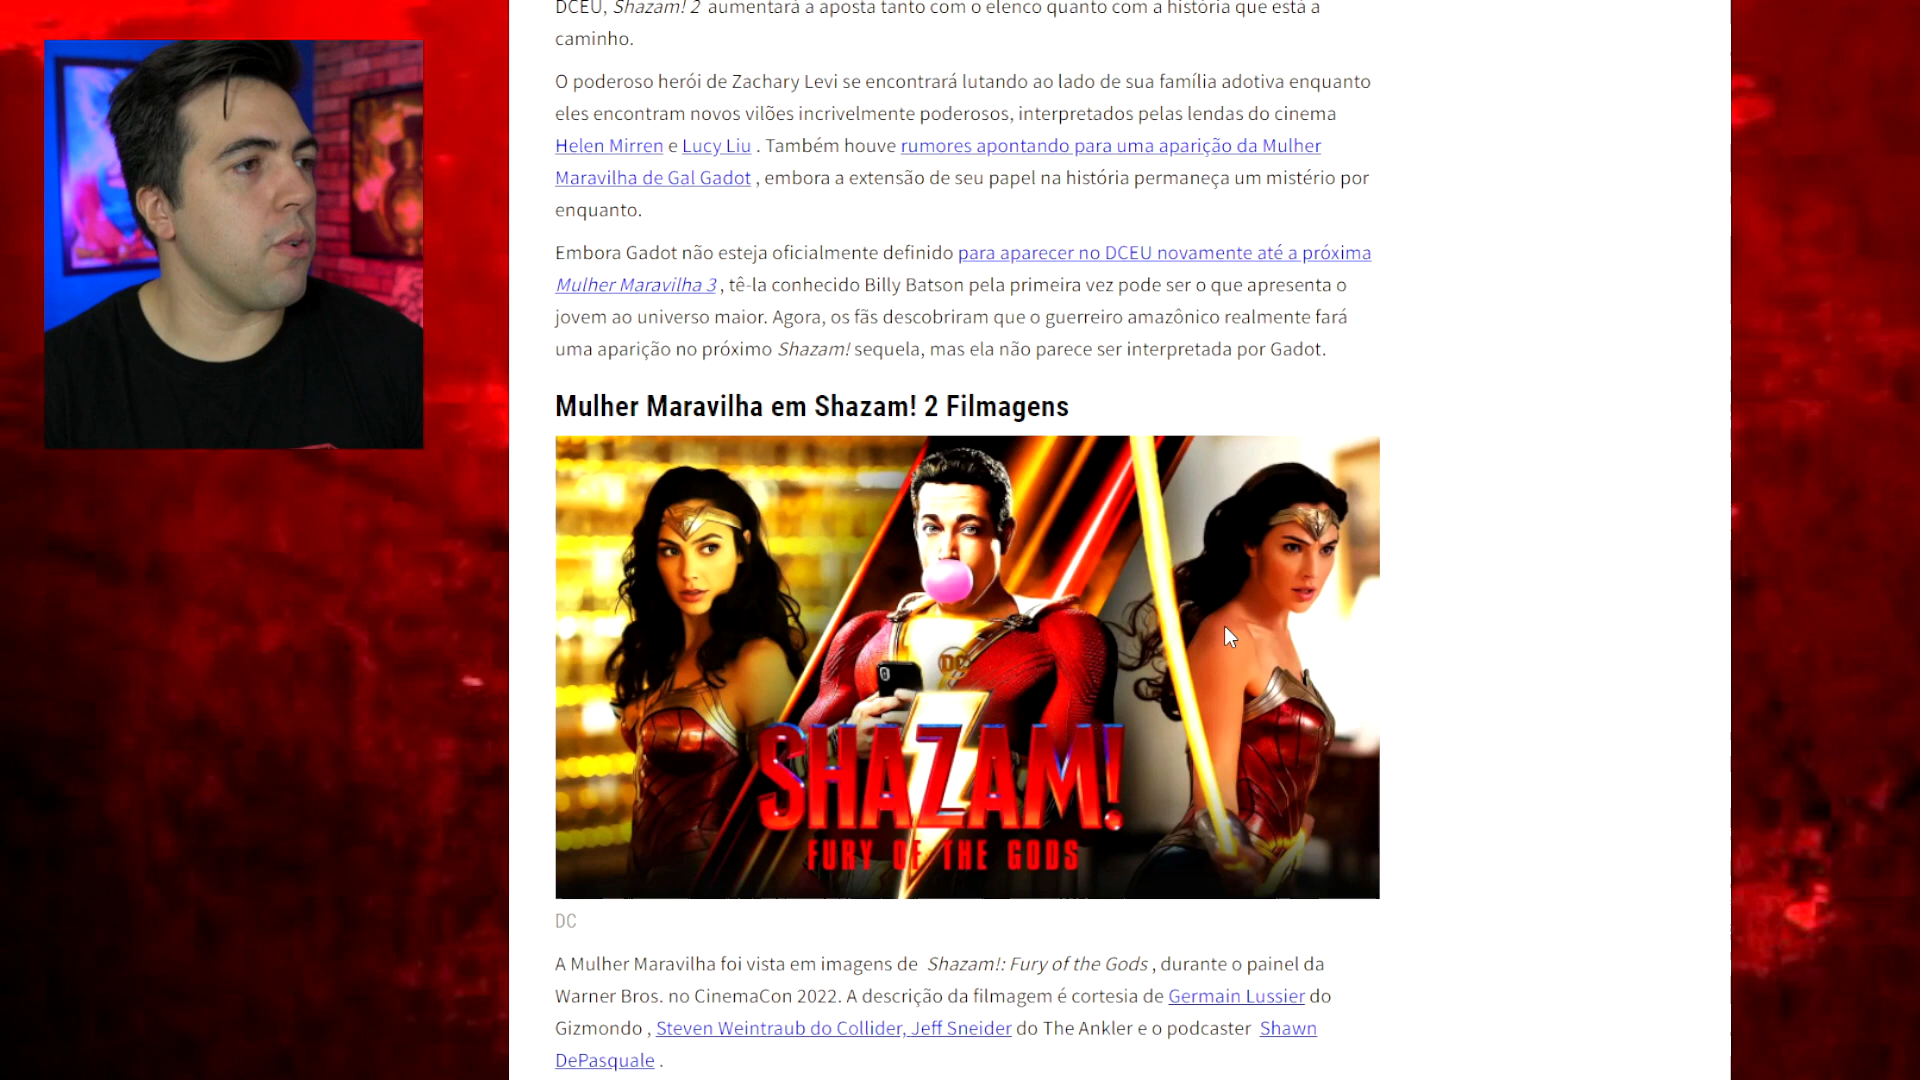 DCEU, Shazam! 2 aumentará a aposta tanto com o elenco quanto com a história que está a
caminho.
O poderoso herói de Zachary Levi se encontrará lutando ao lado de sua família adotiva enquanto
eles encontram novos vilões incrivelmente poderosos, interpretados pelas lendas do cinema
Helen Mirren e Lucy Liu . Também houve rumores apontando para uma aparição da Mulher
Maravilha de Gal Gadot , embora a extensão de seu papel na história permaneça um mistério por
enquanto.
Embora Gadot não esteja oficialmente definido para aparecer no DCEU novamente até a próxima
Mulher Maravilha 3 , tê-la conhecido Billy Batson pela primeira vez pode ser o que apresenta o
jovem ao universo maior. Agora, os fãs descobriram que o guerreiro amazônico realmente fará
uma aparição no próximo Shazam! sequela, mas ela não parece ser interpretada por Gadot.
Mulher Maravilha em Shazam! 2 Filmagens
DC
SHAZAM!
FURY OF THE GODS
DC
A Mulher Maravilha foi vista em imagens de Shazam!: Fury of the Gods , durante o painel da
Warner Bros. no CinemaCon 2022. A descrição da filmagem é cortesia de Germain Lussier do
Gizmondo , Steven Weintraub do Collider, Jeff Sneider do The Ankler e o podcaster Shawn
DePasquale .